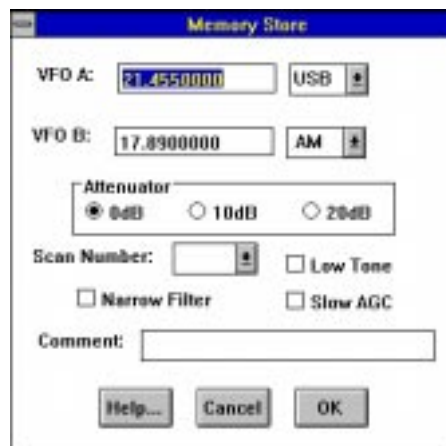 Memory Store
VFO A: 21.4550000 USB
VFO B: 17.8900000 AM
Attenuator
0dB 10dB 20dB
Scan Number: Low Tone
Narrow Filter Slow AGC
Comment:
Help... Cancel OK